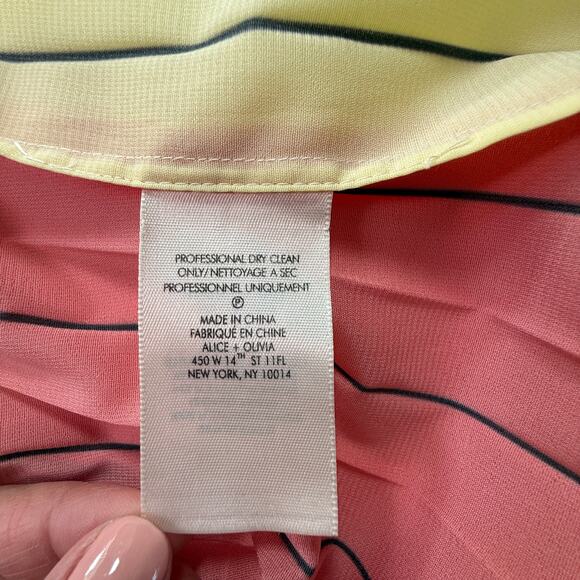 PROFESSIONAL DRY CLEAN
ONLY/NETTOYAGE A SEC
PROFESSIONNEL UNIQUEMENT
Ⓟ
MADE IN CHINA
FABRIQUÉ EN CHINE
ALICE + OLIVIA
450 W 14TH ST 11FL
NEW YORK, NY 10014